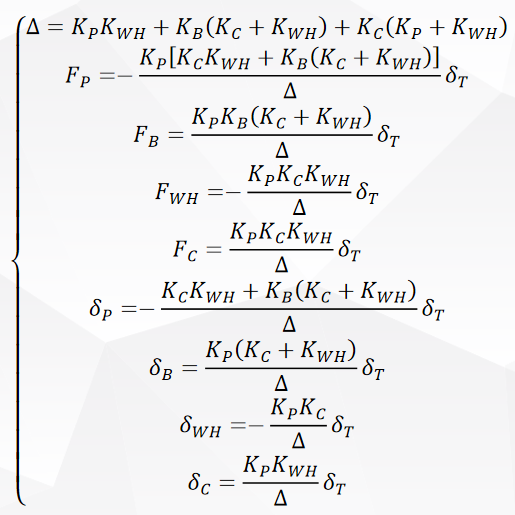 Δ = K_P K_WH + K_B(K_C + K_WH) + K_C(K_P + K_WH)
F_P =− K_P[K_C K_WH + K_B(K_C + K_WH)] / Δ δ_T
F_B = K_P K_B(K_C + K_WH) / Δ δ_T
F_WH =− K_P K_C K_WH / Δ δ_T
F_C = K_P K_C K_WH / Δ δ_T
δ_P =− K_C K_WH + K_B(K_C + K_WH) / Δ δ_T
δ_B = K_P(K_C + K_WH) / Δ δ_T
δ_WH =− K_P K_C / Δ δ_T
δ_C = K_P K_WH / Δ δ_T